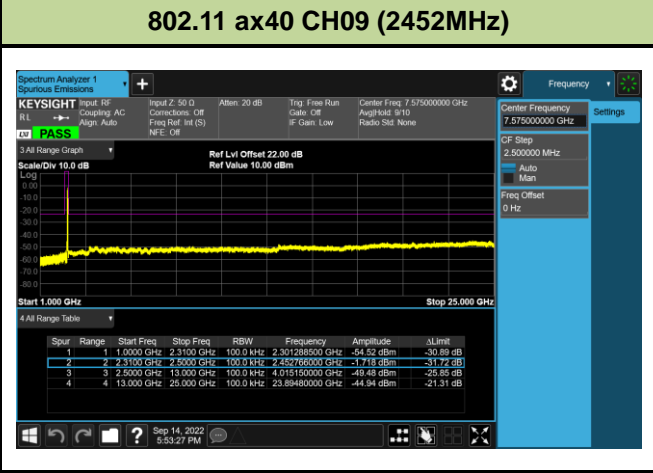 802.11 ax40 CH09 (2452MHz)
Spectrum Analyzer 1
Spurious Emissions
Frequency
KEYSIGHT Input: RF Input Z: 50 Ω Atten: 20 dB Trig: Free Run Center Freq: 7.575000000 GHz
RL Coupling: AC Corrections: Off Gate: Off Avg|Hold: 9/10
Align: Auto Freq Ref: Int (S) IF Gain: Low Radio Std: None
LXI PASS NFE: Off
Center Frequency
7.575000000 GHz
Settings
CF Step
2.500000 MHz
Auto
Man
Freq Offset
0 Hz
3 All Range Graph
Ref Lvl Offset 22.00 dB
Scale/Div 10.0 dB Ref Value 10.00 dBm
Log
0.00
-10.0
-20.0
-30.0
-40.0
-50.0
-60.0
-70.0
-80.0
Start 1.000 GHz Stop 25.000 GHz
4 All Range Table
Spur Range Start Freq Stop Freq RBW Frequency Amplitude ΔLimit
1 1 1.0000 GHz 2.3100 GHz 100.0 kHz 2.301288500 GHz -54.52 dBm -30.89 dB
2 2 2.3100 GHz 2.5000 GHz 100.0 kHz 2.452766000 GHz -1.718 dBm -31.72 dB
3 3 2.5000 GHz 13.000 GHz 100.0 kHz 4.015150000 GHz -49.48 dBm -25.85 dB
4 4 13.000 GHz 25.000 GHz 100.0 kHz 23.89480000 GHz -44.94 dBm -21.31 dB
Sep 14, 2022
5:53:27 PM